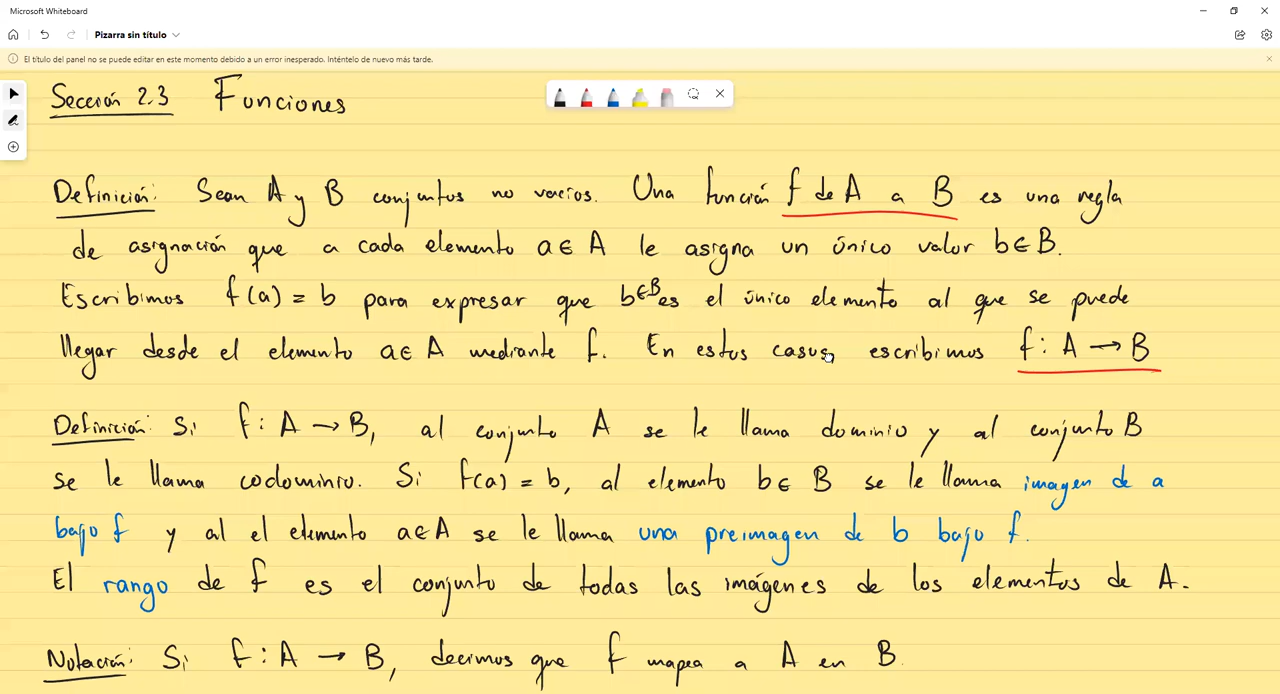 Microsoft Whiteboard
Pizarra sin título
El título del panel no se puede editar en este momento debido a un error inesperado. Inténtelo de nuevo más tarde.
Sección 2.3 Funciones
Definición: Sean A y B conjuntos no vacíos. Una función f de A a B es una regla
de asignación que a cada elemento a ∈ A le asigna un único valor b ∈ B.
Escribimos f(a) = b para expresar que b ∈ B es el único elemento al que se puede
llegar desde el elemento a ∈ A mediante f. En estos casos, escribimos f : A → B
Definición: Si f : A → B, al conjunto A se le llama dominio y al conjunto B
se le llama codominio. Si f(a) = b, al elemento b ∈ B se le llama imagen de a
bajo f y al el elemento a ∈ A se le llama una preimagen de b bajo f.
El rango de f es el conjunto de todas las imágenes de los elementos de A.
Notación: Si f : A → B, decimos que f mapea a A en B.